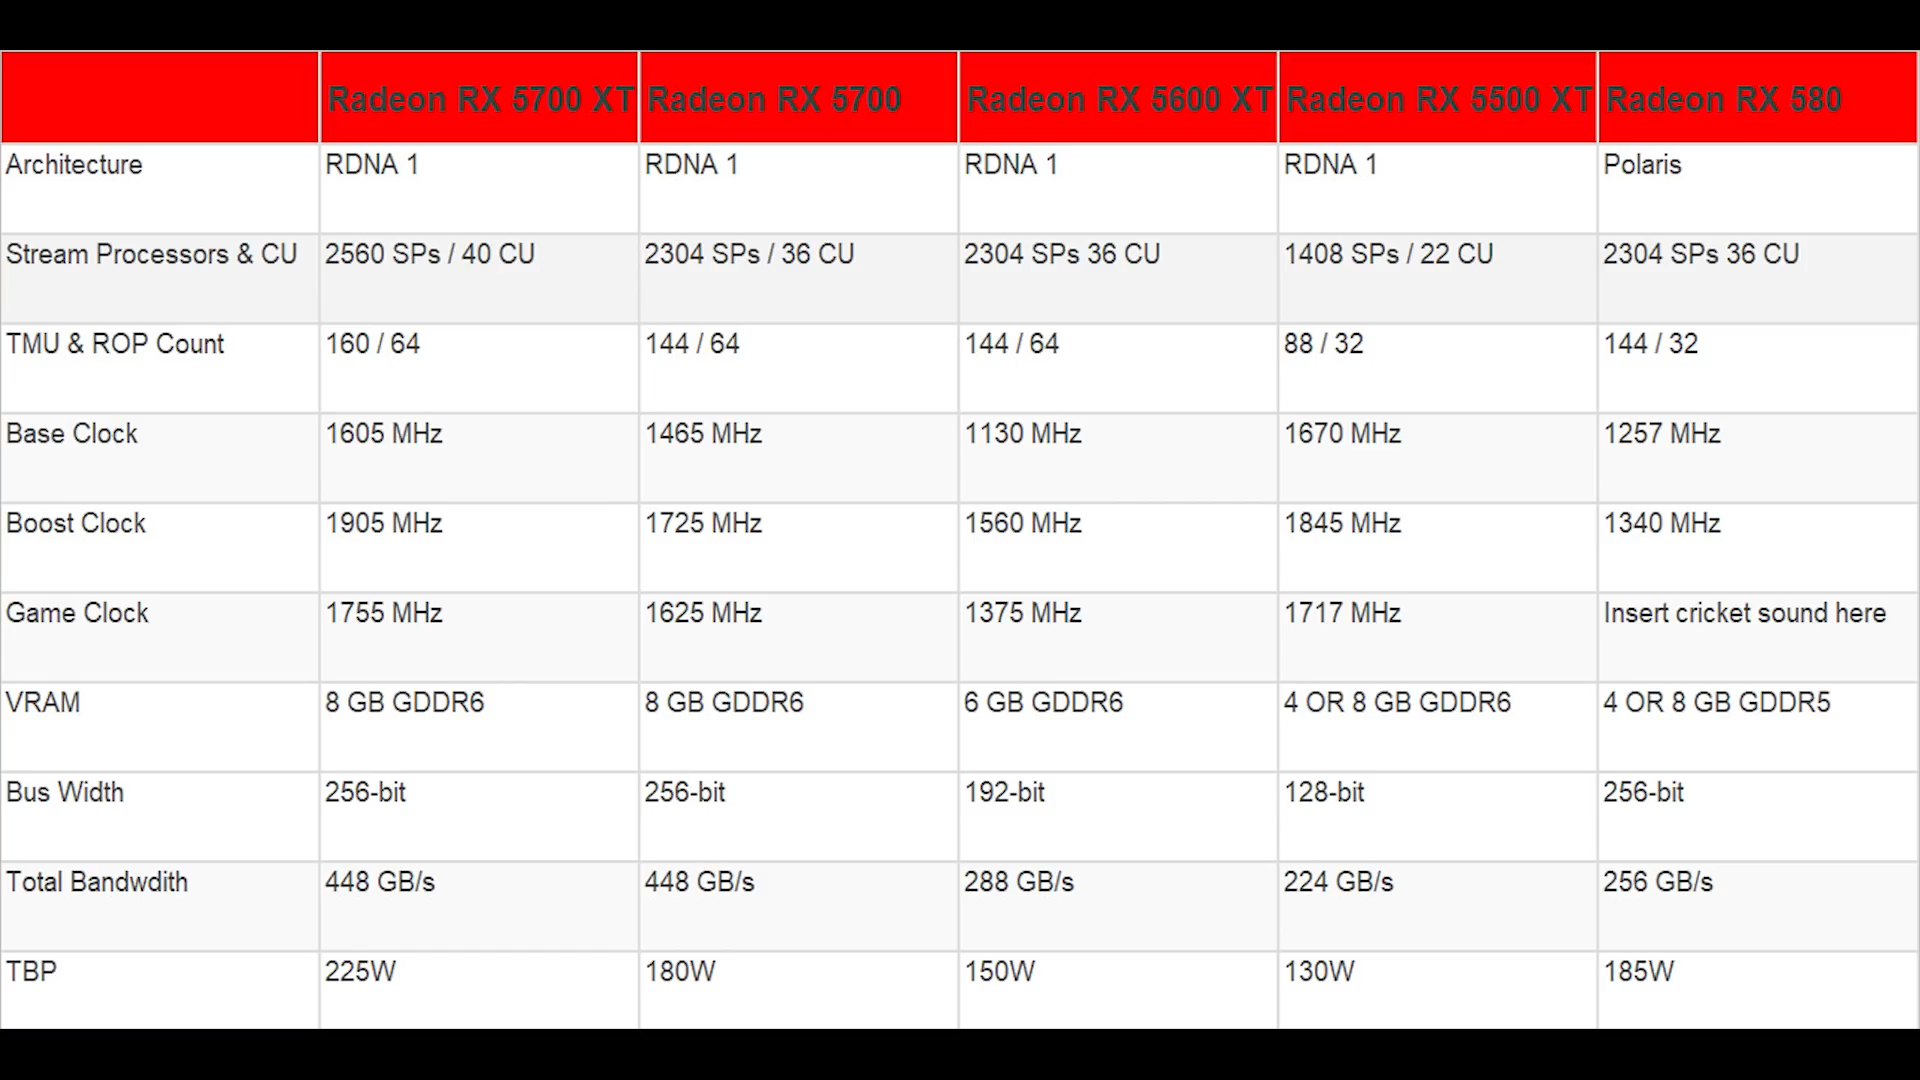 Radeon RX 5700 XT Radeon RX 5700 Radeon RX 5600 XT Radeon RX 5500 XT Radeon RX 580
Architecture RDNA 1 RDNA 1 RDNA 1 RDNA 1 Polaris
Stream Processors & CU 2560 SPs / 40 CU 2304 SPs / 36 CU 2304 SPs 36 CU 1408 SPs / 22 CU 2304 SPs 36 CU
TMU & ROP Count 160 / 64 144 / 64 144 / 64 88 / 32 144 / 32
Base Clock 1605 MHz 1465 MHz 1130 MHz 1670 MHz 1257 MHz
Boost Clock 1905 MHz 1725 MHz 1560 MHz 1845 MHz 1340 MHz
Game Clock 1755 MHz 1625 MHz 1375 MHz 1717 MHz Insert cricket sound here
VRAM 8 GB GDDR6 8 GB GDDR6 6 GB GDDR6 4 OR 8 GB GDDR6 4 OR 8 GB GDDR5
Bus Width 256-bit 256-bit 192-bit 128-bit 256-bit
Total Bandwdith 448 GB/s 448 GB/s 288 GB/s 224 GB/s 256 GB/s
TBP 225W 180W 150W 130W 185W